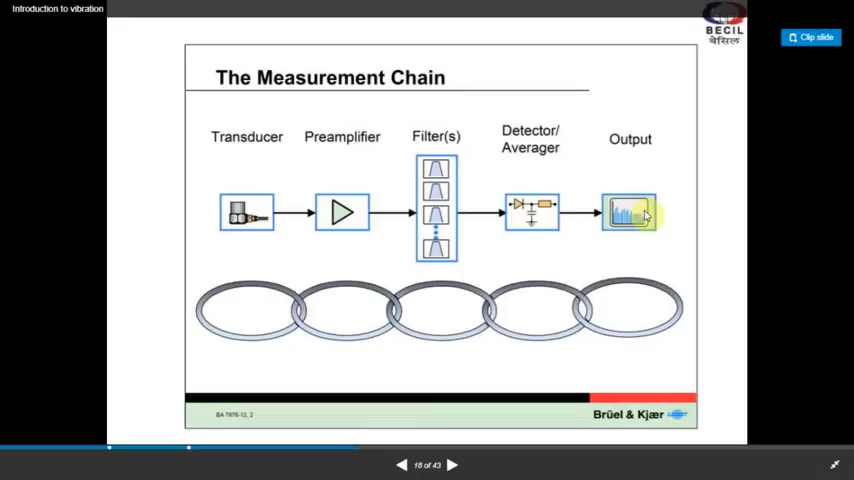 Introduction to vibration
BECIL
बेसिल
Clip slide
The Measurement Chain
Transducer
Preamplifier
Filter(s)
Detector/
Averager
Output
BA 7676-12, 2
Brüel & Kjær
18 of 43